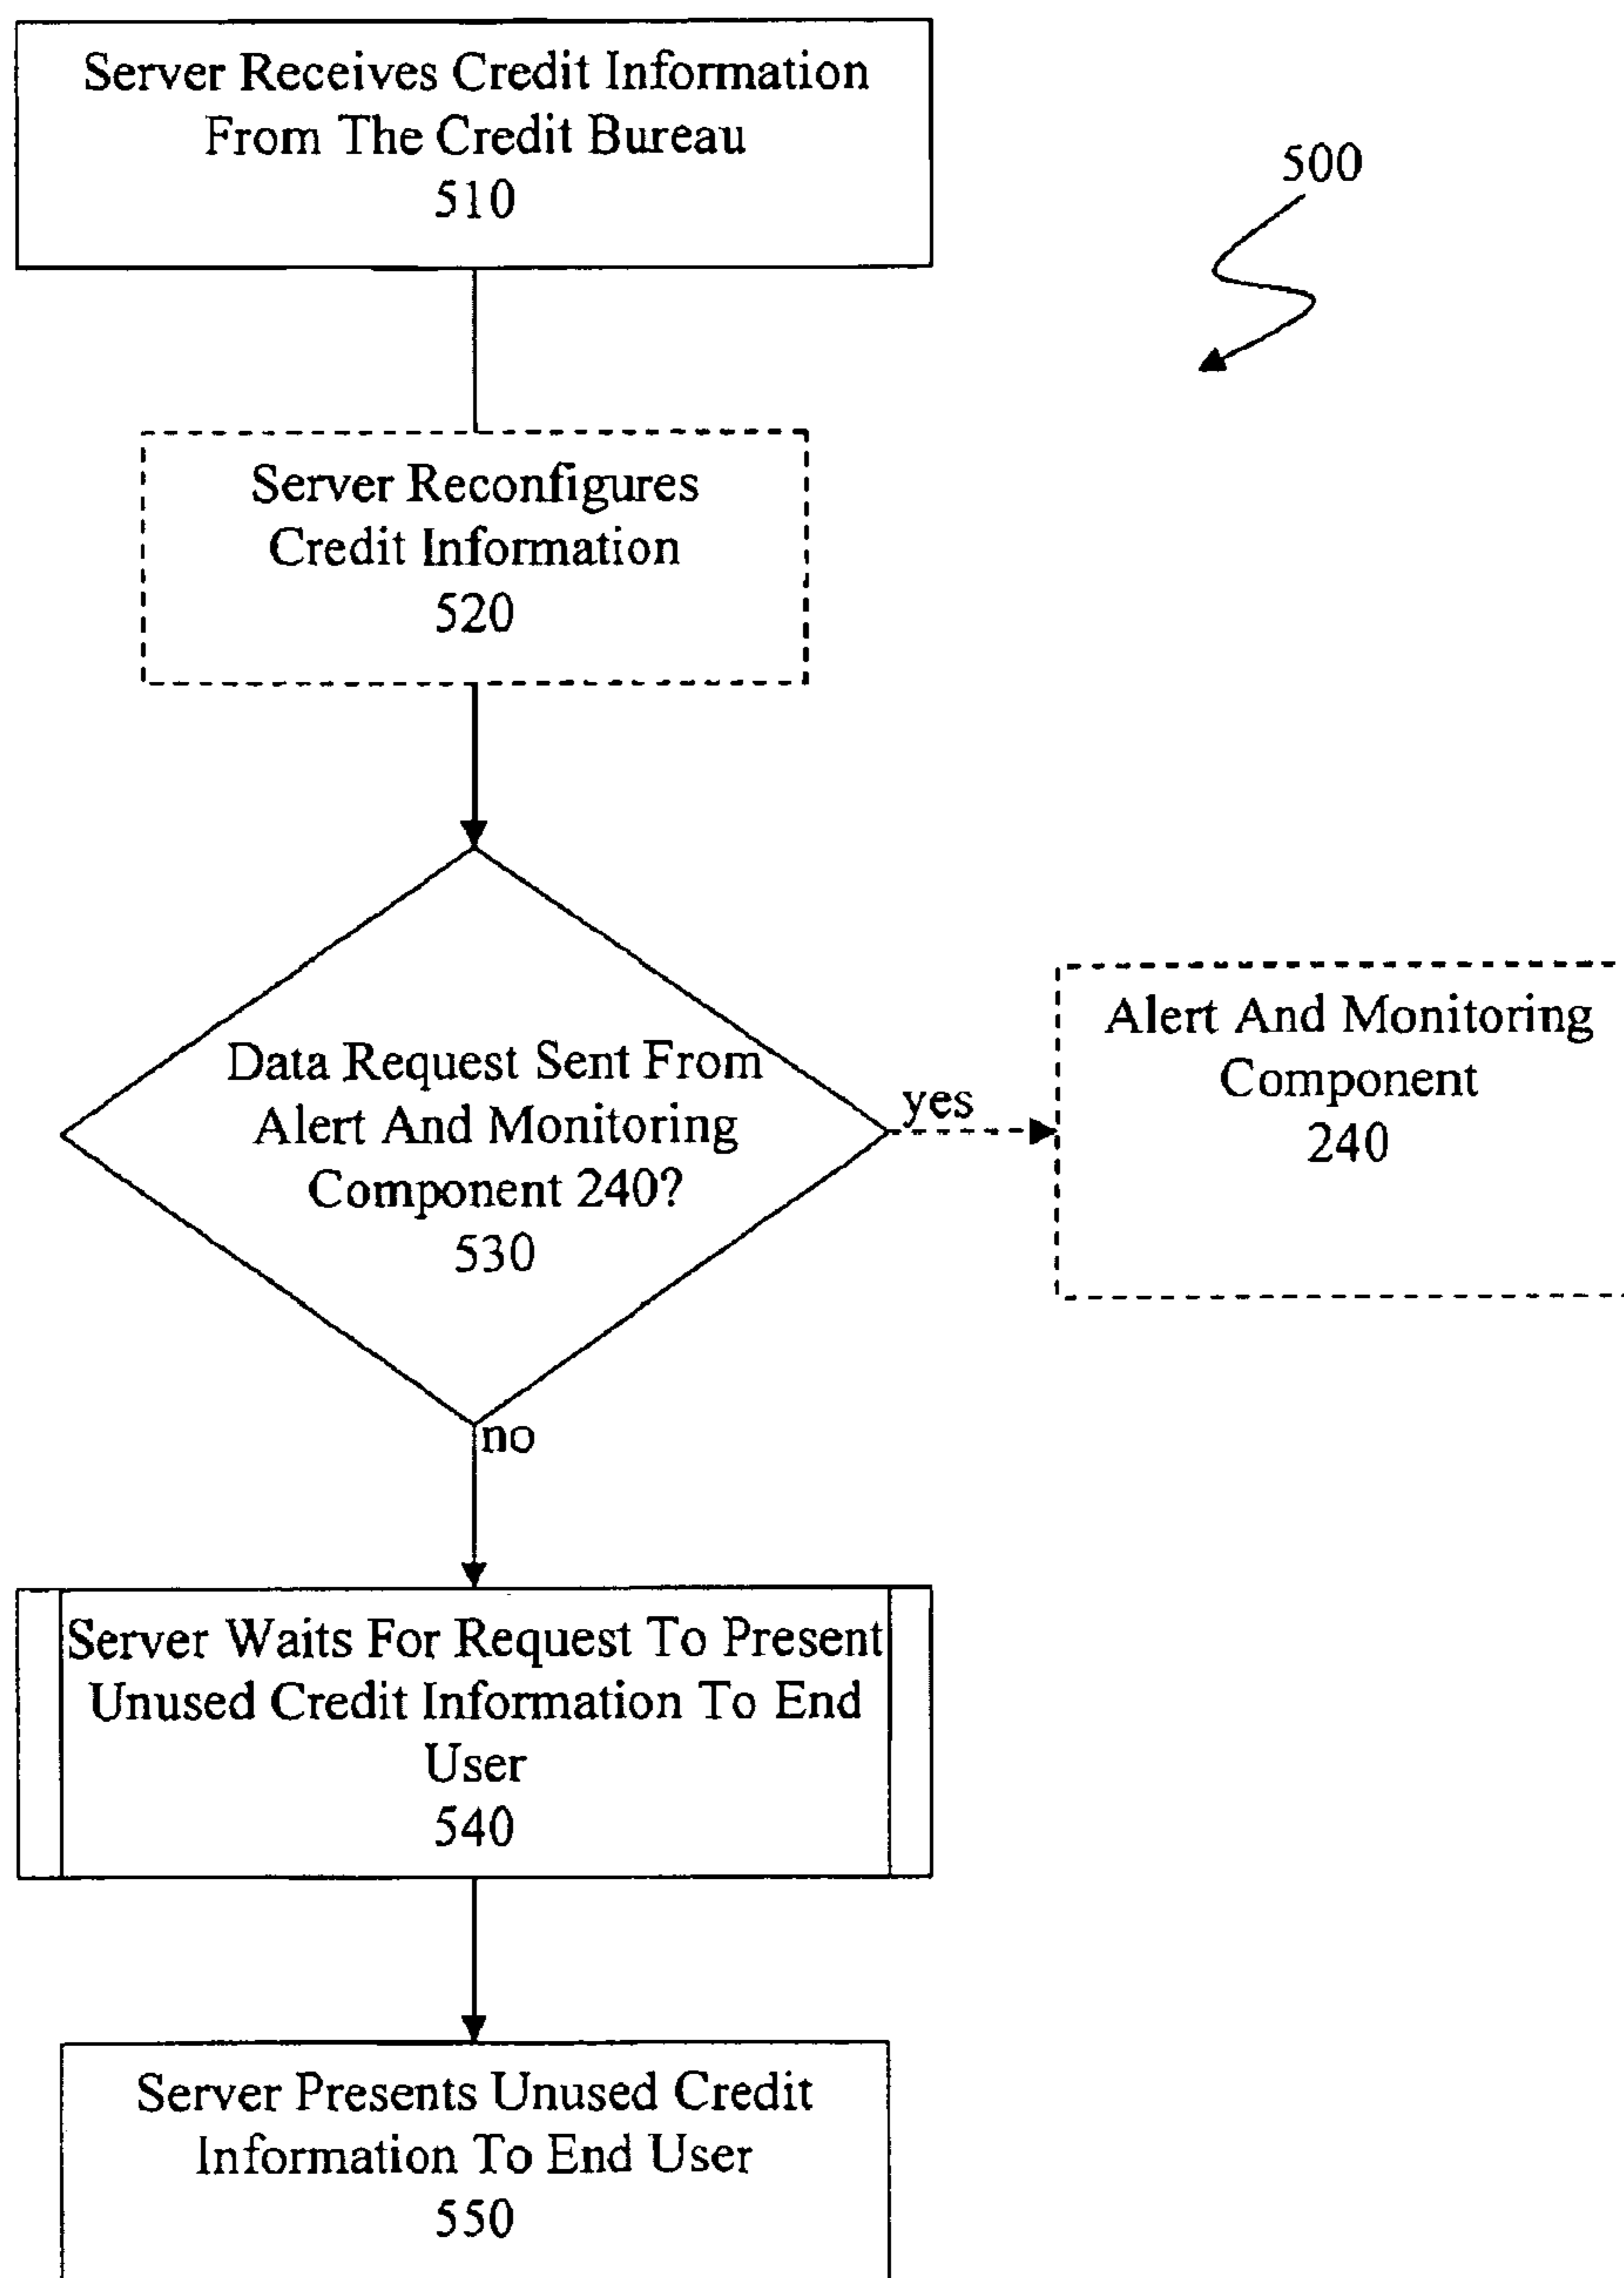 Server Receives Credit Information
From The Credit Bureau
510
500
Server Reconfigures
Credit Information
520
Data Request Sent From
Alert And Monitoring
Component 240?
530
yes
Alert And Monitoring
Component
240
no
Server Waits For Request To Present
Unused Credit Information To End
User
540
Server Presents Unused Credit
Information To End User
550